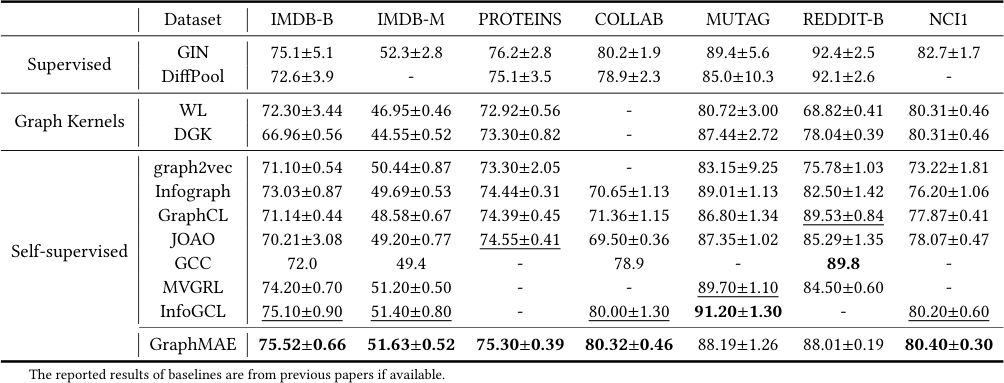 Dataset IMDB-B IMDB-M PROTEINS COLLAB MUTAG REDDIT-B NCI1
Supervised
GIN 75.1±5.1 52.3±2.8 76.2±2.8 80.2±1.9 89.4±5.6 92.4±2.5 82.7±1.7
DiffPool 72.6±3.9 - 75.1±3.5 78.9±2.3 85.0±10.3 92.1±2.6 -
Graph Kernels
WL 72.30±3.44 46.95±0.46 72.92±0.56 - 80.72±3.00 68.82±0.41 80.31±0.46
DGK 66.96±0.56 44.55±0.52 73.30±0.82 - 87.44±2.72 78.04±0.39 80.31±0.46
Self-supervised
graph2vec 71.10±0.54 50.44±0.87 73.30±2.05 - 83.15±9.25 75.78±1.03 73.22±1.81
Infograph 73.03±0.87 49.69±0.53 74.44±0.31 70.65±1.13 89.01±1.13 82.50±1.42 76.20±1.06
GraphCL 71.14±0.44 48.58±0.67 74.39±0.45 71.36±1.15 86.80±1.34 89.53±0.84 77.87±0.41
JOAO 70.21±3.08 49.20±0.77 74.55±0.41 69.50±0.36 87.35±1.02 85.29±1.35 78.07±0.47
GCC 72.0 49.4 - 78.9 - 89.8 -
MVGRL 74.20±0.70 51.20±0.50 - - 89.70±1.10 84.50±0.60 -
InfoGCL 75.10±0.90 51.40±0.80 - 80.00±1.30 91.20±1.30 - 80.20±0.60
GraphMAE 75.52±0.66 51.63±0.52 75.30±0.39 80.32±0.46 88.19±1.26 88.01±0.19 80.40±0.30
The reported results of baselines are from previous papers if available.